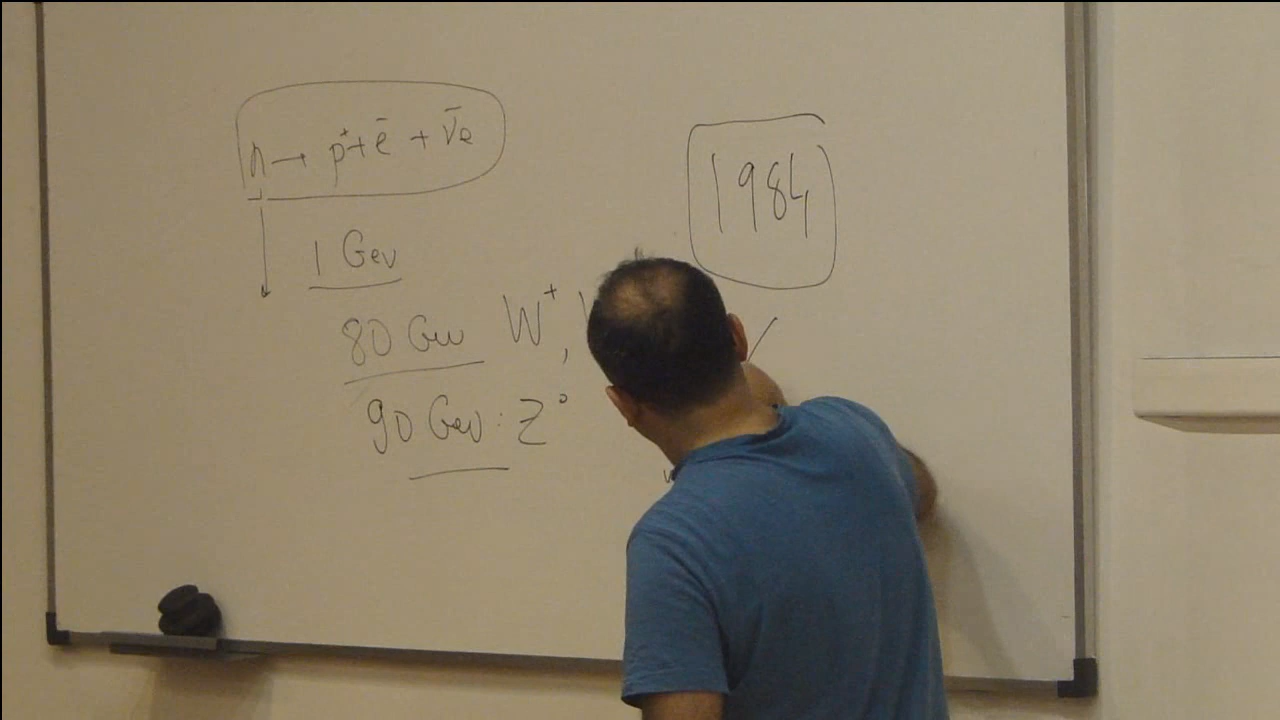 n → p⁺ + e⁻ + ν̄e
1984
1 Gev
80 Gev W⁺,
90 Gev : Z⁰